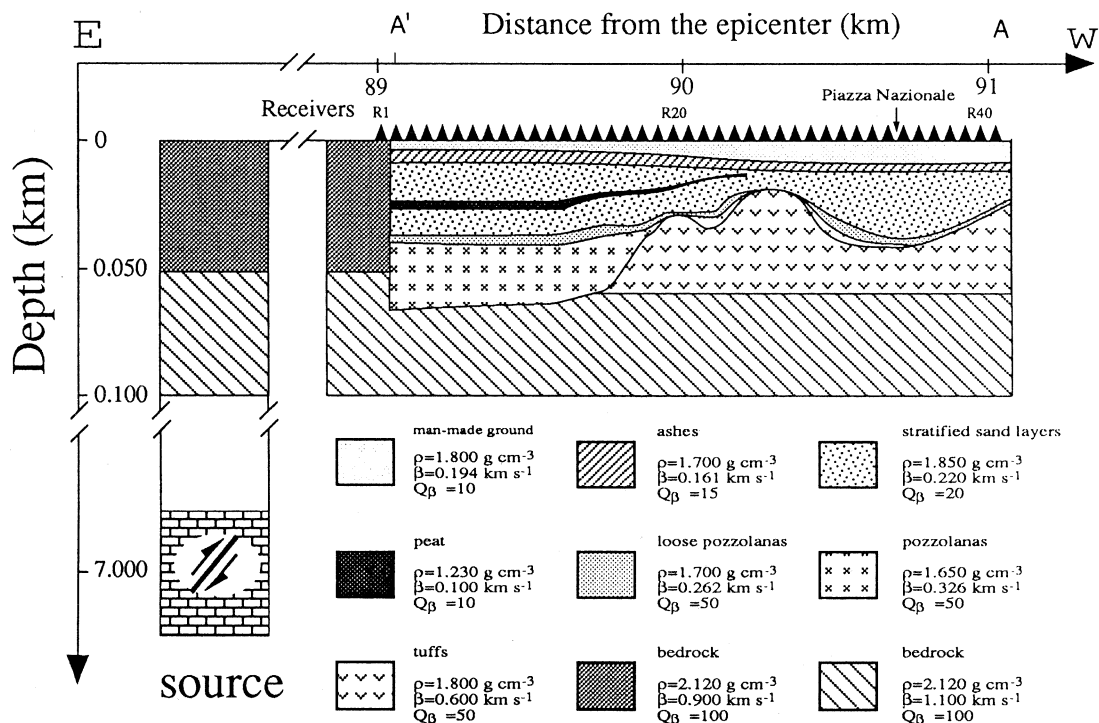 E
A'
Distance from the epicenter (km)
A
W
89
90
91
Receivers
R1
R20
Piazza Nazionale
R40
Depth (km)
0
0.050
0.100
7.000
source
man-made ground
ρ=1.800 g cm-3
β=0.194 km s-1
Qβ =10
ashes
ρ=1.700 g cm-3
β=0.161 km s-1
Qβ =15
stratified sand layers
ρ=1.850 g cm-3
β=0.220 km s-1
Qβ =20
peat
ρ=1.230 g cm-3
β=0.100 km s-1
Qβ =10
loose pozzolanas
ρ=1.700 g cm-3
β=0.262 km s-1
Qβ =50
pozzolanas
ρ=1.650 g cm-3
β=0.326 km s-1
Qβ =50
tuffs
ρ=1.800 g cm-3
β=0.600 km s-1
Qβ =50
bedrock
ρ=2.120 g cm-3
β=0.900 km s-1
Qβ =100
bedrock
ρ=2.120 g cm-3
β=1.100 km s-1
Qβ =100